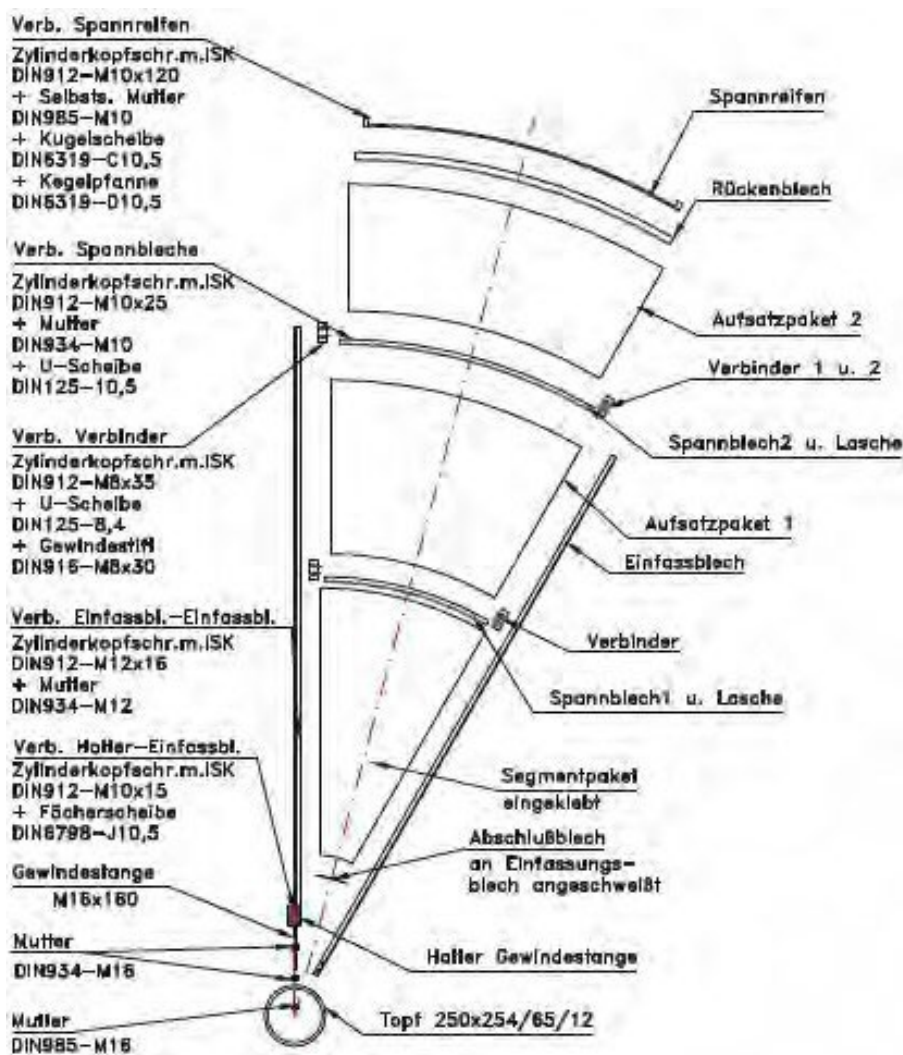 Verb. Spannreifen
Zylinderkopfschr.m.ISK
DIN912-M10x120
+ Selbsts. Mutter
DIN985-M10
+ Kugelscheibe
DIN6319-C10,5
+ Kegelpfanne
DIN6319-D10,5
Verb. Spannbleche
Zylinderkopfschr.m.ISK
DIN912-M10x25
+ Mutter
DIN934-M10
+ U-Scheibe
DIN125-10,5
Verb. Verbinder
Zylinderkopfschr.m.ISK
DIN912-M8x35
+ U-Scheibe
DIN125-8,4
+ Gewindestift
DIN915-M8x30
Verb. Einfassbl.-Einfassbl.
Zylinderkopfschr.m.ISK
DIN912-M12x16
+ Mutter
DIN934-M12
Verb. Halter-Einfassbl.
Zylinderkopfschr.m.ISK
DIN912-M10x15
+ Fächerscheibe
DIN6798-J10,5
Gewindestange
M16x160
Mutter
DIN934-M16
Mutter
DIN985-M16
Spannreifen
Rückenblech
Aufsatzpaket 2
Verbinder 1 u. 2
Spannblech2 u. Lasche
Aufsatzpaket 1
Einfassblech
Verbinder
Spannblech1 u. Lasche
Segmentpaket
eingeklebt
Abschlußblech
an Einfassungs-
blech angeschweißt
Halter Gewindestange
Topf 250x254/65/12